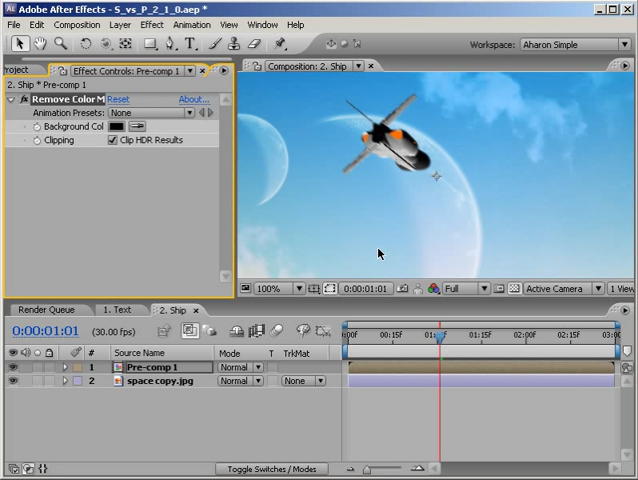 Adobe After Effects - S_vs_P_2_1_0.aep *
File Edit Composition Layer Effect Animation View Window Help
Workspace: Aharon Simple
roject Effect Controls: Pre-comp 1
Composition: 2. Ship
2. Ship * Pre-comp 1
fx Remove Color M Reset About...
Animation Presets: None
Background Col
Clipping Clip HDR Results
100% 0:00:01:01 Full Active Camera 1 View
Render Queue 1. Text 2. Ship
0:00:01:01 (30.00 fps)
:00f 00:15f 01:00f 01:15f 02:00f 02:15f 03:00
# Source Name Mode T TrkMat
1 Pre-comp 1 Normal
2 space copy.jpg Normal None
Toggle Switches / Modes